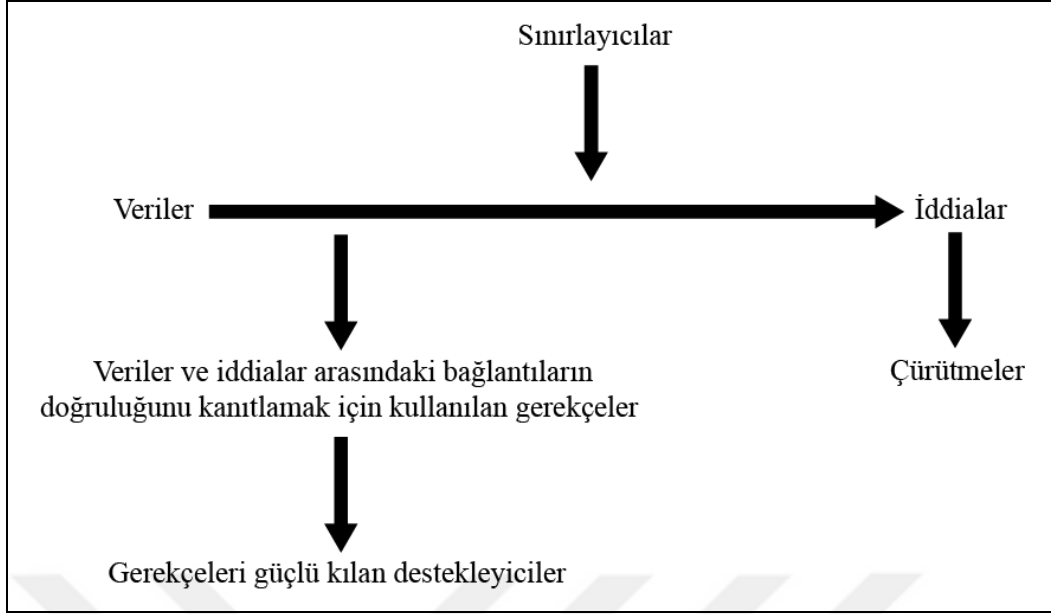 Sınırlayıcılar
Veriler
İddialar
Veriler ve iddialar arasındaki bağlantıların
doğruluğunu kanıtlamak için kullanılan gerekçeler
Çürütmeler
Gerekçeleri güçlü kılan destekleyiciler